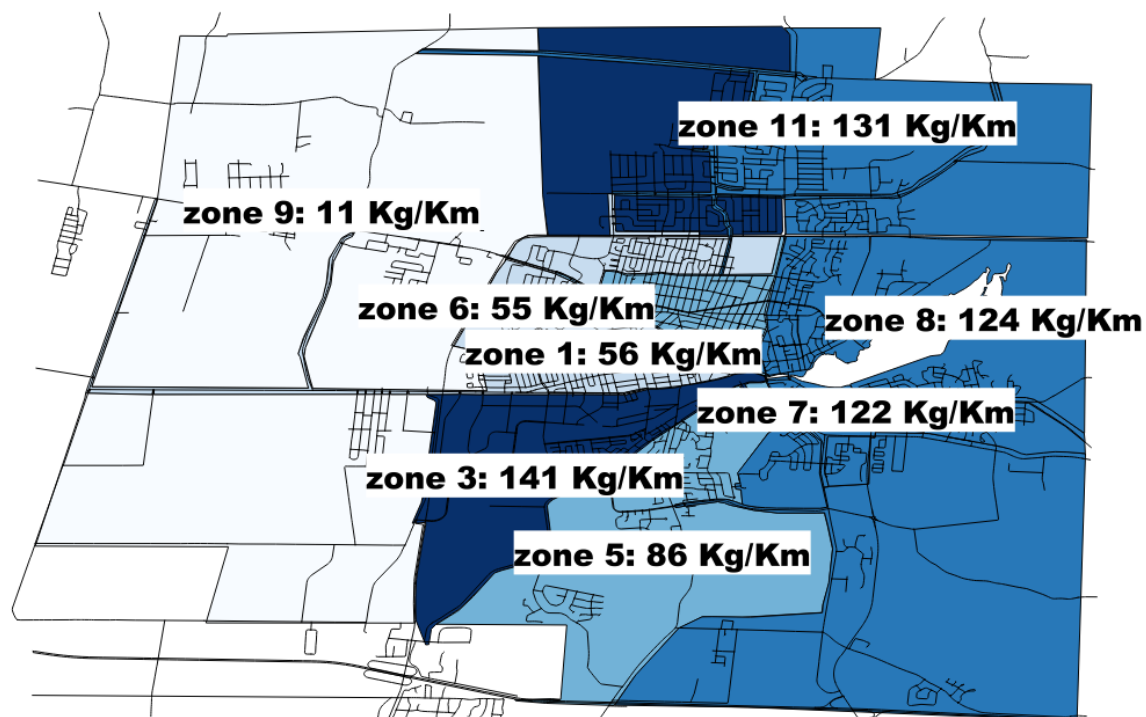 zone 11: 131 Kg/Km
zone 9: 11 Kg/Km
zone 6: 55 Kg/Km
zone 8: 124 Kg/Km
zone 1: 56 Kg/Km
zone 7: 122 Kg/Km
zone 3: 141 Kg/Km
zone 5: 86 Kg/Km